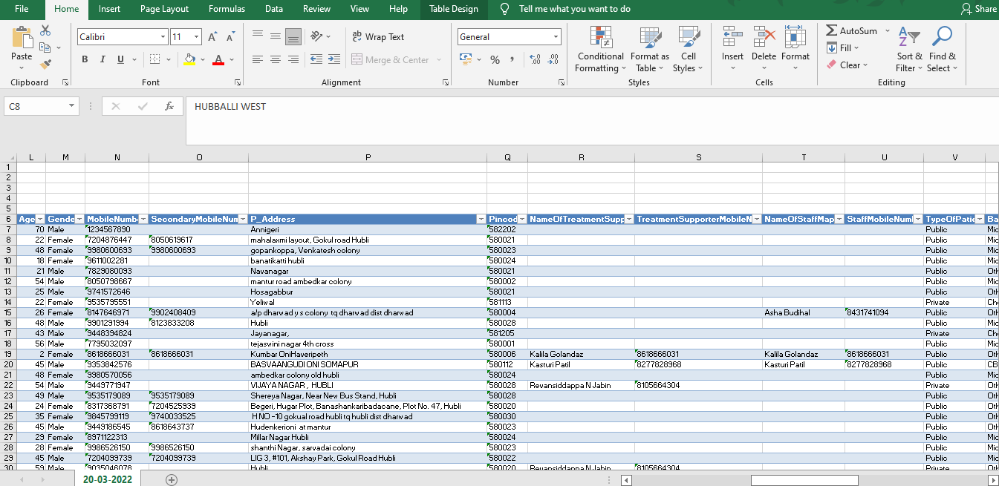 File Home Insert Page Layout Formulas Data Review View Help Table Design Tell me what you want to do Share
Calibri 11 Wrap Text General AutoSum
Paste B I U Merge & Center % , Conditional Formatting Format as Table Cell Styles Insert Delete Format Fill Sort & Filter Find & Select
Clear
Clipboard Font Alignment Number Styles Cells Editing
C8 fx HUBBALLI WEST
L M N O P Q R S T U V
1
2
3
4
5
6 Age Gende MobileNumb SecondaryMobileNum P_Address Pincod NameOfTreatmentSupp TreatmentSupporterMobileN NameOfStaffMap StaffMobileNum TypeOfPatie Ba
7 70 Male 1234567890 Annigeri 582202 Public Mic
8 22 Female 7204876447 8050619617 mahalaxmi layout, Gokul road Hubli 580021 Public Mic
9 48 Female 9980600693 9980600693 gopankoppa, Venkatesh colony 580023 Public Mic
10 18 Female 9611002281 banatikatti hubli 580024 Public Mic
11 21 Male 7829080093 Navanagar 580021 Public Oth
12 54 Male 8050798667 mantur road ambedkar colony 580002 Public Mic
13 25 Male 9741572646 Hosagabbur 580021 Public Oth
14 22 Female 9535795551 Yeliwal 581113 Private Che
15 26 Female 8147646971 9902408409 a/p dharwad y s colony tq dharwad dist dharwad 580004 Asha Budihal 8431741094 Public Oth
16 48 Male 9901291994 8123833208 Hubli 580028 Public Mic
17 43 Male 9448394824 Jayanagar, 581205 Private Che
18 56 Male 7795032097 tejaswini nagar 4th cross 580001 Public Mic
19 2 Female 8618666031 8618666031 Kumbar OniHaveripeth 580006 Kalila Golandaz 8618666031 Kalila Golandaz 8618666031 Public Oth
20 45 Male 9353842576 BASVAANGUDI ONI SOMAPUR 580112 Kasturi Patil 8277828968 Kasturi Patil 8277828968 Public CB
21 48 Female 9980570056 ambedkar colony old hubli 580024 Public Mic
22 54 Male 9449771947 VIJAYA NAGAR , HUBLI 580028 Revansiddappa N Jabin 8105664304 Private Oth
23 49 Male 9535179089 9535179089 Shereya Nagar, Near New Bus Stand, Hubli 580028 Public Oth
24 24 Female 8317368791 7204525939 Begeri, Hugar Plot, Banashankaribadacane, Plot No. 47, Hubli 580020 Public Oth
25 35 Female 9845799119 9740033525 H NO -10 gokual road hubli tq hubli dist dharwad 580030 Public Oth
26 45 Male 9449186545 8618643737 Hudenkerioni at mantur 580023 Public Oth
27 29 Female 8971122313 Millar Nagar Hubli 580024 Public Mic
28 28 Female 9986526150 9986526150 shanthi Nagar, sarvadai colony 580023 Public Mic
29 45 Male 7204099739 7204099739 LIG 3, #101, Akshay Park, Gokul Road Hubli 580022 Public Mic
30 59 Male 9035046078 Hubli 580020 Revansiddappa N Jabin 8105664304 Private Oth
20-03-2022